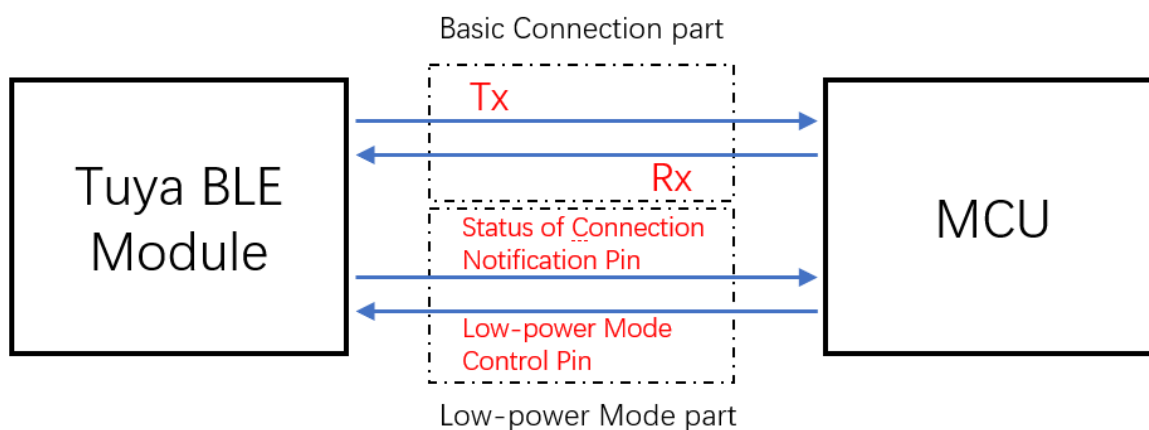 Basic Connection part
Tx
Rx
Tuya BLE
Module
MCU
Status of Connection
Notification Pin
Low-power Mode
Control Pin
Low-power Mode part